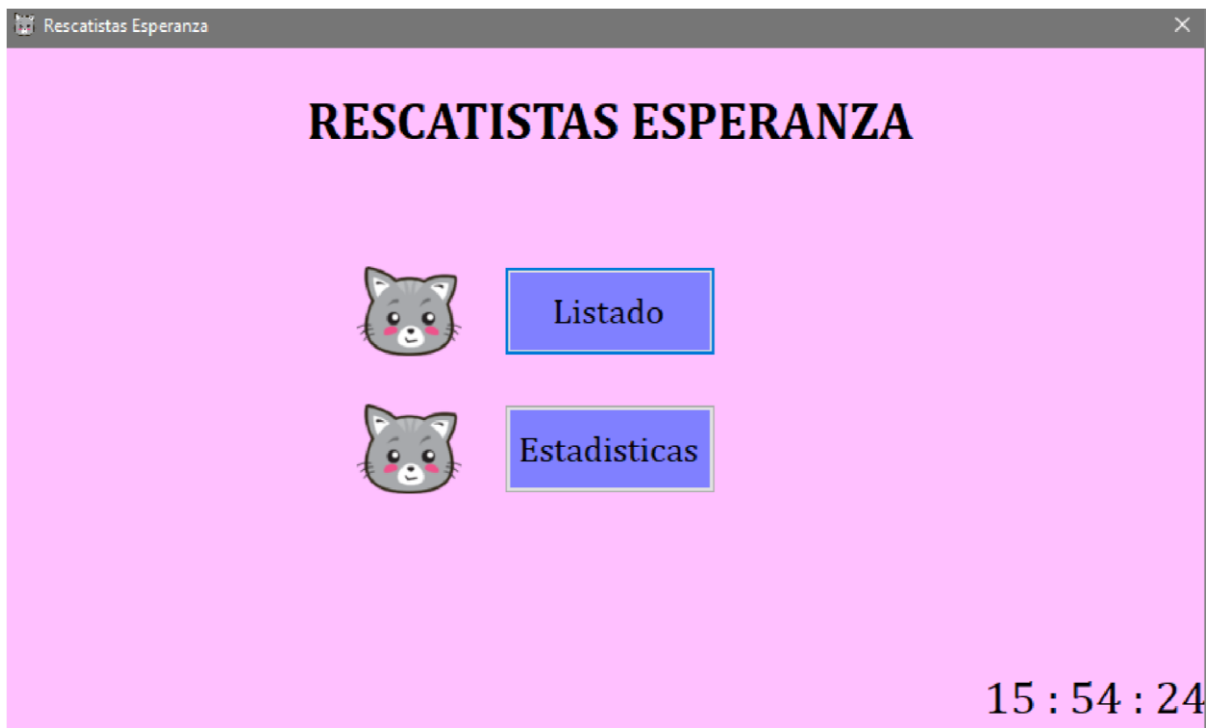 Rescatistas Esperanza
RESCATISTAS ESPERANZA
Listado
Estadisticas
15 : 54 : 24